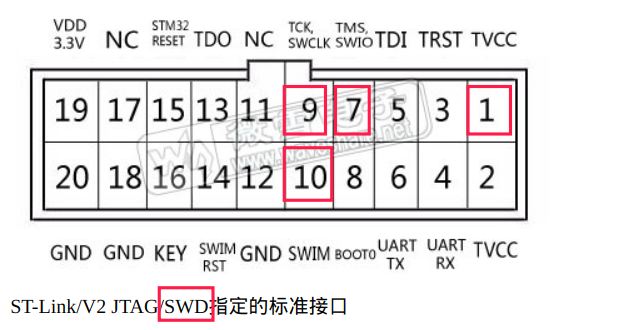 VDD 3.3V NC STM32 RESET TDO NC TCK, SWCLK TMS, SWIO TDI TRST TVCC
19 17 15 13 11 9 7 5 3 1
20 18 16 14 12 10 8 6 4 2
GND GND KEY SWIM RST GND SWIM BOOT0 UART TX UART RX TVCC
ST-Link/V2 JTAG/SWD指定的标准接口